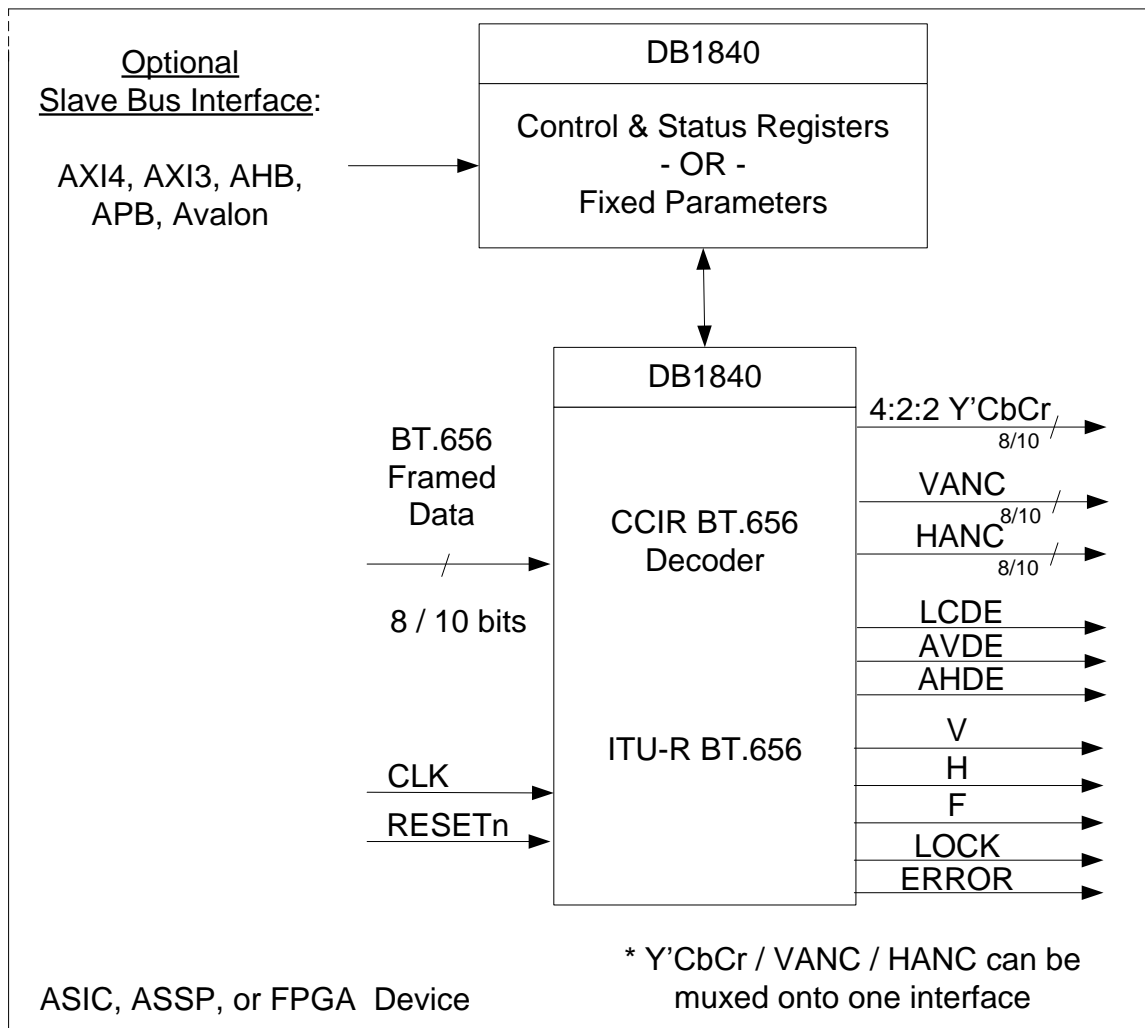 Optional
Slave Bus Interface:
AXI4, AXI3, AHB,
APB, Avalon
DB1840
Control & Status Registers
- OR -
Fixed Parameters
DB1840
BT.656
Framed
Data
8 / 10 bits
CLK
RESETn
CCIR BT.656
Decoder
ITU-R BT.656
4:2:2 Y'CbCr
8/10
VANC
8/10
HANC
8/10
LCDE
AVDE
AHDE
V
H
F
LOCK
ERROR
* Y'CbCr / VANC / HANC can be
muxed onto one interface
ASIC, ASSP, or FPGA Device